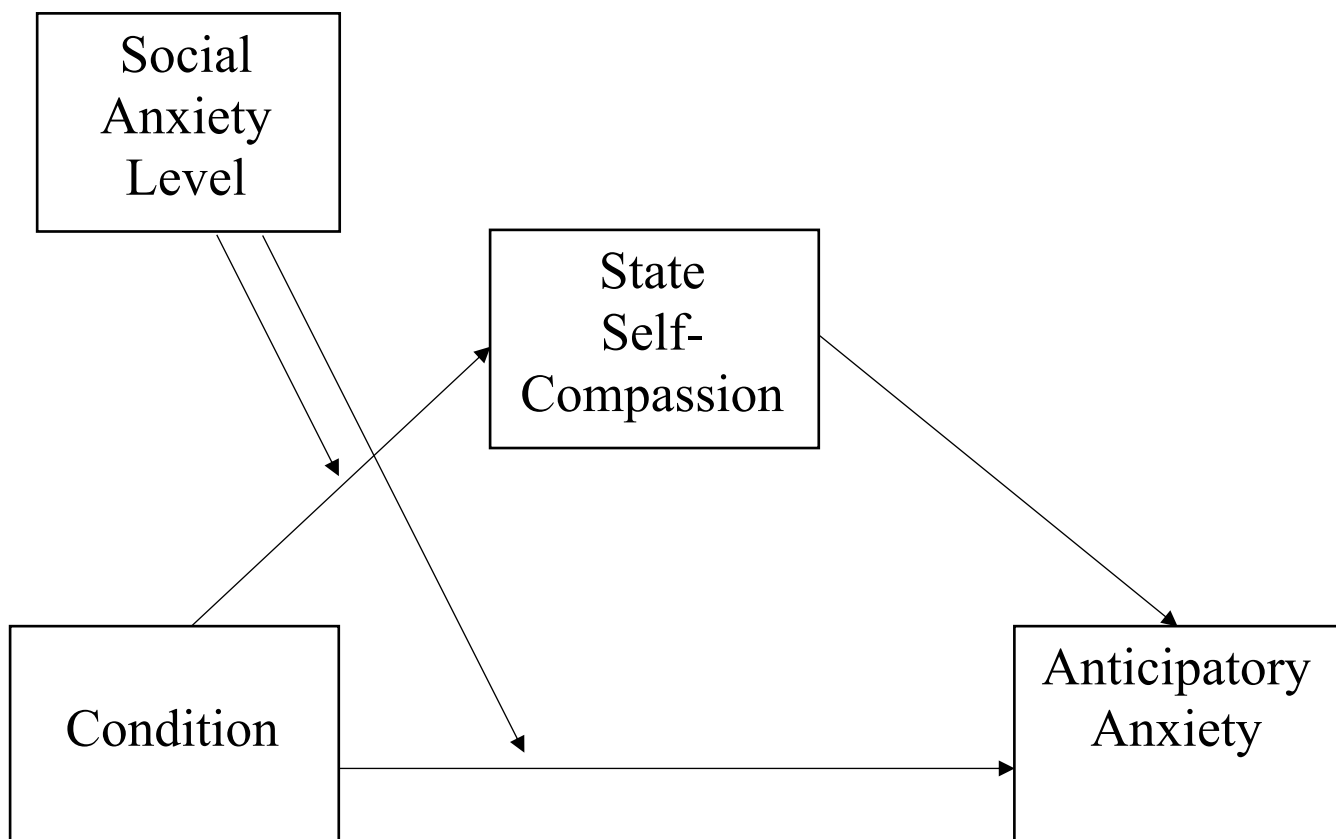 Social
Anxiety
Level
State
Self-
Compassion
Condition
Anticipatory
Anxiety